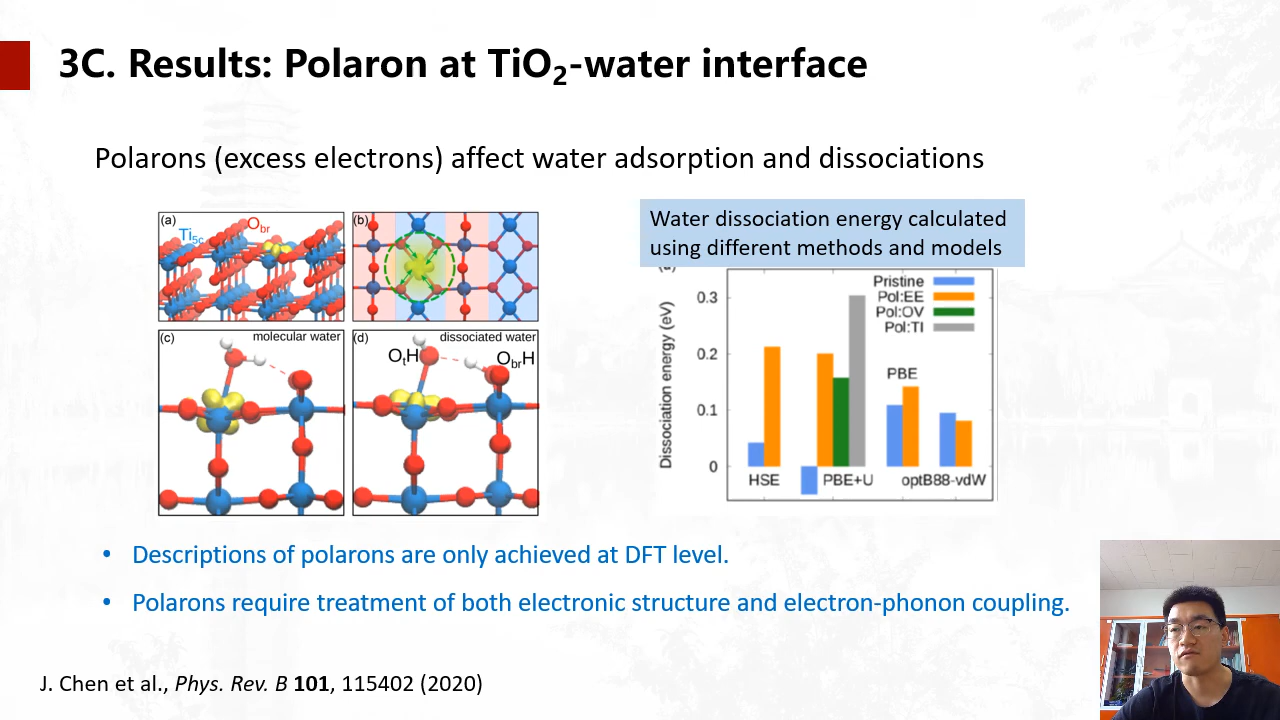 3C. Results: Polaron at TiO₂-water interface
Polarons (excess electrons) affect water adsorption and dissociations
(a)
Ti5c
Obr
(b)
(c)
molecular water
(d)
dissociated water
OtH
ObrH
Water dissociation energy calculated
using different methods and models
Dissociation energy (eV)
0.3
0.2
0.1
0
Pristine
Pol:EE
Pol:OV
Pol:TI
PBE
HSE
PBE+U
optB88-vdW
• Descriptions of polarons are only achieved at DFT level.
• Polarons require treatment of both electronic structure and electron-phonon coupling.
J. Chen et al., Phys. Rev. B 101, 115402 (2020)